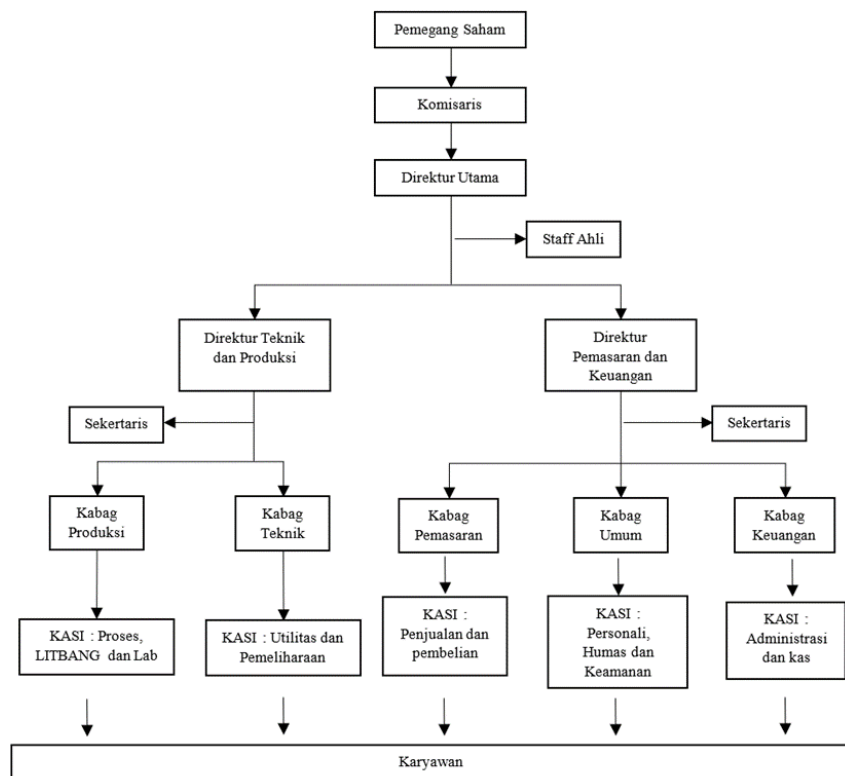 Pemegang Saham
Komisaris
Direktur Utama
Staff Ahli
Direktur Teknik
dan Produksi
Direktur
Pemasaran dan
Keuangan
Sekertaris
Sekertaris
Kabag
Produksi
Kabag
Teknik
Kabag
Pemasaran
Kabag
Umum
Kabag
Keuangan
KASI : Proses,
LITBANG dan Lab
KASI : Utilitas dan
Pemeliharaan
KASI :
Penjualan dan
pembelian
KASI :
Personali,
Humas dan
Keamanan
KASI :
Administrasi
dan kas
Karyawan